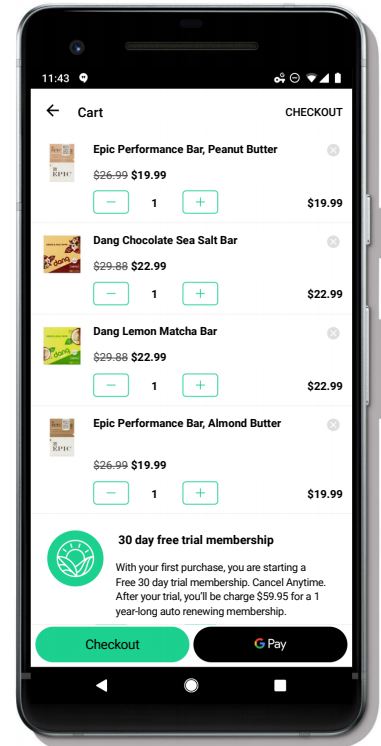 11:43
Cart CHECKOUT
Epic Performance Bar, Peanut Butter
$26.99 $19.99
1 $19.99
Dang Chocolate Sea Salt Bar
$29.88 $22.99
1 $22.99
Dang Lemon Matcha Bar
$29.88 $22.99
1 $22.99
Epic Performance Bar, Almond Butter
$26.99 $19.99
1 $19.99
EPIC
dang
dang
EPIC
30 day free trial membership
With your first purchase, you are starting a
Free 30 day trial membership. Cancel Anytime.
After your trial, you'll be charge $59.95 for a 1
year-long auto renewing membership.
Checkout G Pay